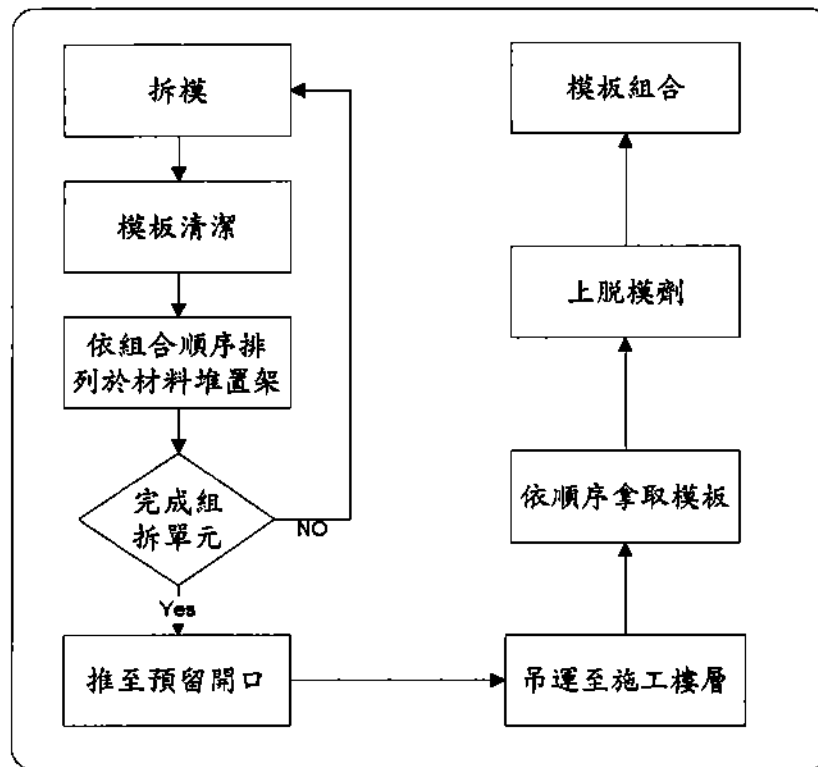 拆模
模板清潔
依組合順序排
列於材料堆置架
完成組
拆單元
NO
Yes
推至預留開口
吊運至施工樓層
依順序拿取模板
上脫模劑
模板組合